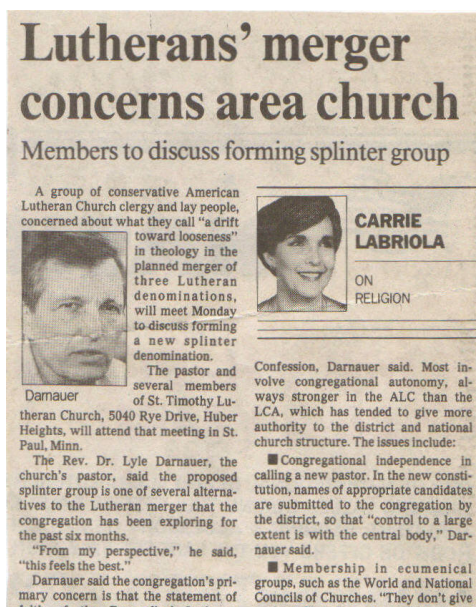 Lutherans' merger
concerns area church
Members to discuss forming splinter group
A group of conservative American
Lutheran Church clergy and lay people,
concerned about what they call "a drift
toward looseness"
in theology in the
planned merger of
three Lutheran
denominations,
will meet Monday
to discuss forming
a new splinter
denomination.
The pastor and
several members
of St. Timothy Lu-
Darnauer
theran Church, 5040 Rye Drive, Huber
Heights, will attend that meeting in St.
Paul, Minn.
The Rev. Dr. Lyle Darnauer, the
church's pastor, said the proposed
splinter group is one of several alterna-
tives to the Lutheran merger that the
congregation has been exploring for
the past six months.
"From my perspective," he said,
"this feels the best."
Darnauer said the congregation's pri-
mary concern is that the statement of
CARRIE
LABRIOLA
ON
RELIGION
Confession, Darnauer said. Most in-
volve congregational autonomy, al-
ways stronger in the ALC than the
LCA, which has tended to give more
authority to the district and national
church structure. The issues include:
■ Congregational independence in
calling a new pastor. In the new consti-
tution, names of appropriate candidates
are submitted to the congregation by
the district, so that "control to a large
extent is with the central body," Dar-
nauer said.
■ Membership in ecumenical
groups, such as the World and National
Councils of Churches. "They don't give